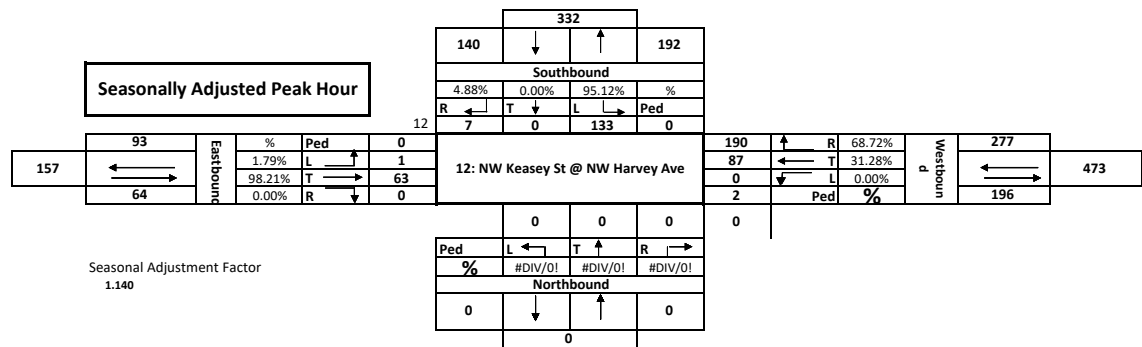 332
140 192
Seasonally Adjusted Peak Hour
Southbound
4.88% 0.00% 95.12% %
R T L Ped
12 7 0 133 0
93 Eastbound % Ped 0 12: NW Keasey St @ NW Harvey Ave 190 R 68.72% Westbound 277
157 1.79% L 1 87 T 31.28% 473
98.21% T 63 0 L 0.00%
64 0.00% R 0 2 Ped % 196
0 0 0 0
Ped L T R
% #DIV/0! #DIV/0! #DIV/0!
Seasonal Adjustment Factor
1.140
Northbound
0 0
0